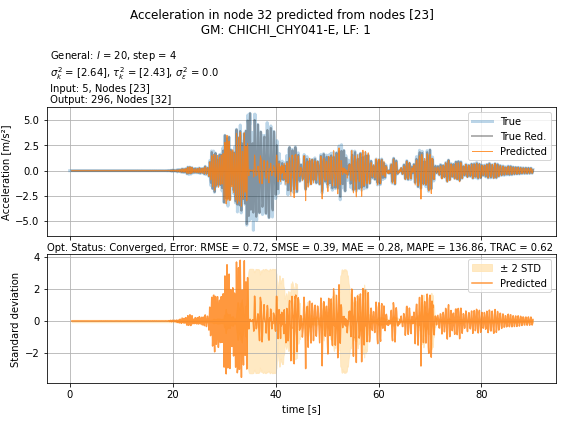 Acceleration in node 32 predicted from nodes [23]
GM: CHICHI_CHY041-E, LF: 1
General: l = 20, step = 4
σ²ₖ = [2.64], τ²ₖ = [2.43], σ²ε = 0.0
Input: 5, Nodes [23]
Output: 296, Nodes [32]
Acceleration [m/s²]
5.0
2.5
0.0
−2.5
−5.0
True
True Red.
Predicted
Opt. Status: Converged, Error: RMSE = 0.72, SMSE = 0.39, MAE = 0.28, MAPE = 136.86, TRAC = 0.62
Standard deviation
4
2
0
−2
± 2 STD
Predicted
0 20 40 60 80
time [s]